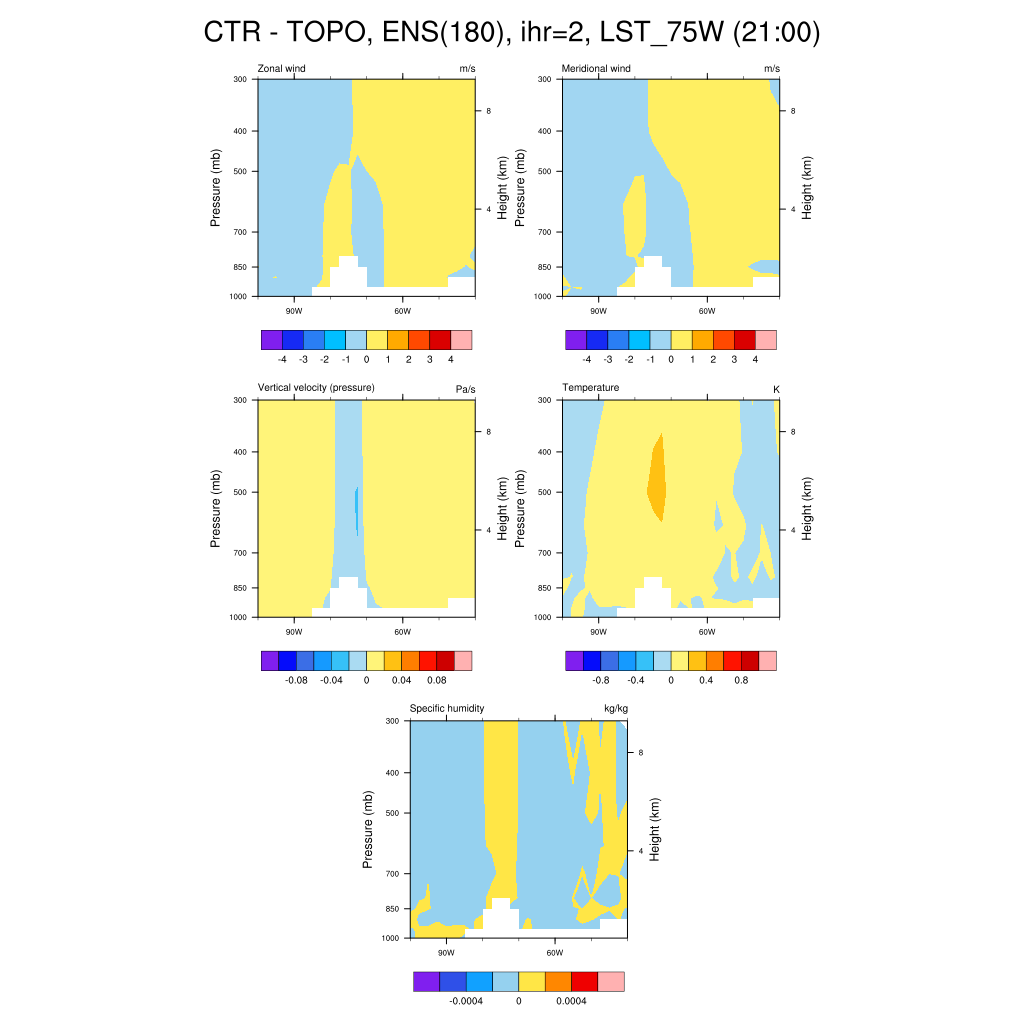 CTR - TOPO, ENS(180), ihr=2, LST_75W (21:00)
Zonal wind m/s
Pressure (mb)
300
400
500
700
850
1000
8
4
Height (km)
90W 60W
-4 -3 -2 -1 0 1 2 3 4
Meridional wind m/s
Pressure (mb)
300
400
500
700
850
1000
8
4
Height (km)
90W 60W
-4 -3 -2 -1 0 1 2 3 4
Vertical velocity (pressure) Pa/s
Pressure (mb)
300
400
500
700
850
1000
8
4
Height (km)
90W 60W
-0.08 -0.04 0 0.04 0.08
Temperature K
Pressure (mb)
300
400
500
700
850
1000
8
4
Height (km)
90W 60W
-0.8 -0.4 0 0.4 0.8
Specific humidity kg/kg
Pressure (mb)
300
400
500
700
850
1000
8
4
Height (km)
90W 60W
-0.0004 0 0.0004